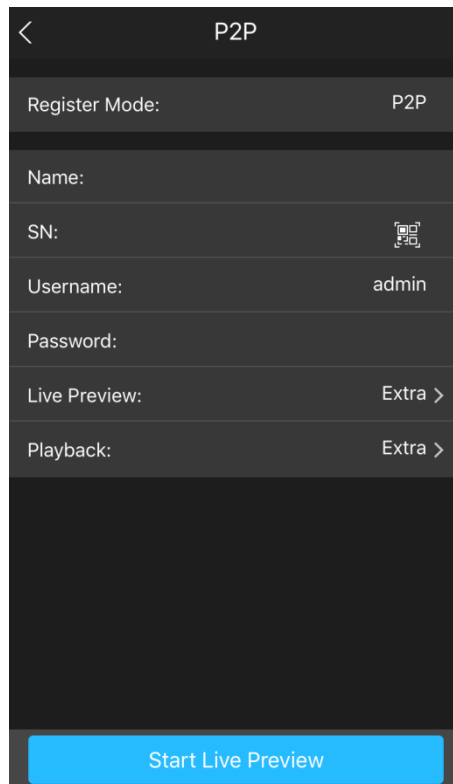 P2P
Register Mode: P2P
Name:
SN:
Username: admin
Password:
Live Preview: Extra
Playback: Extra
Start Live Preview